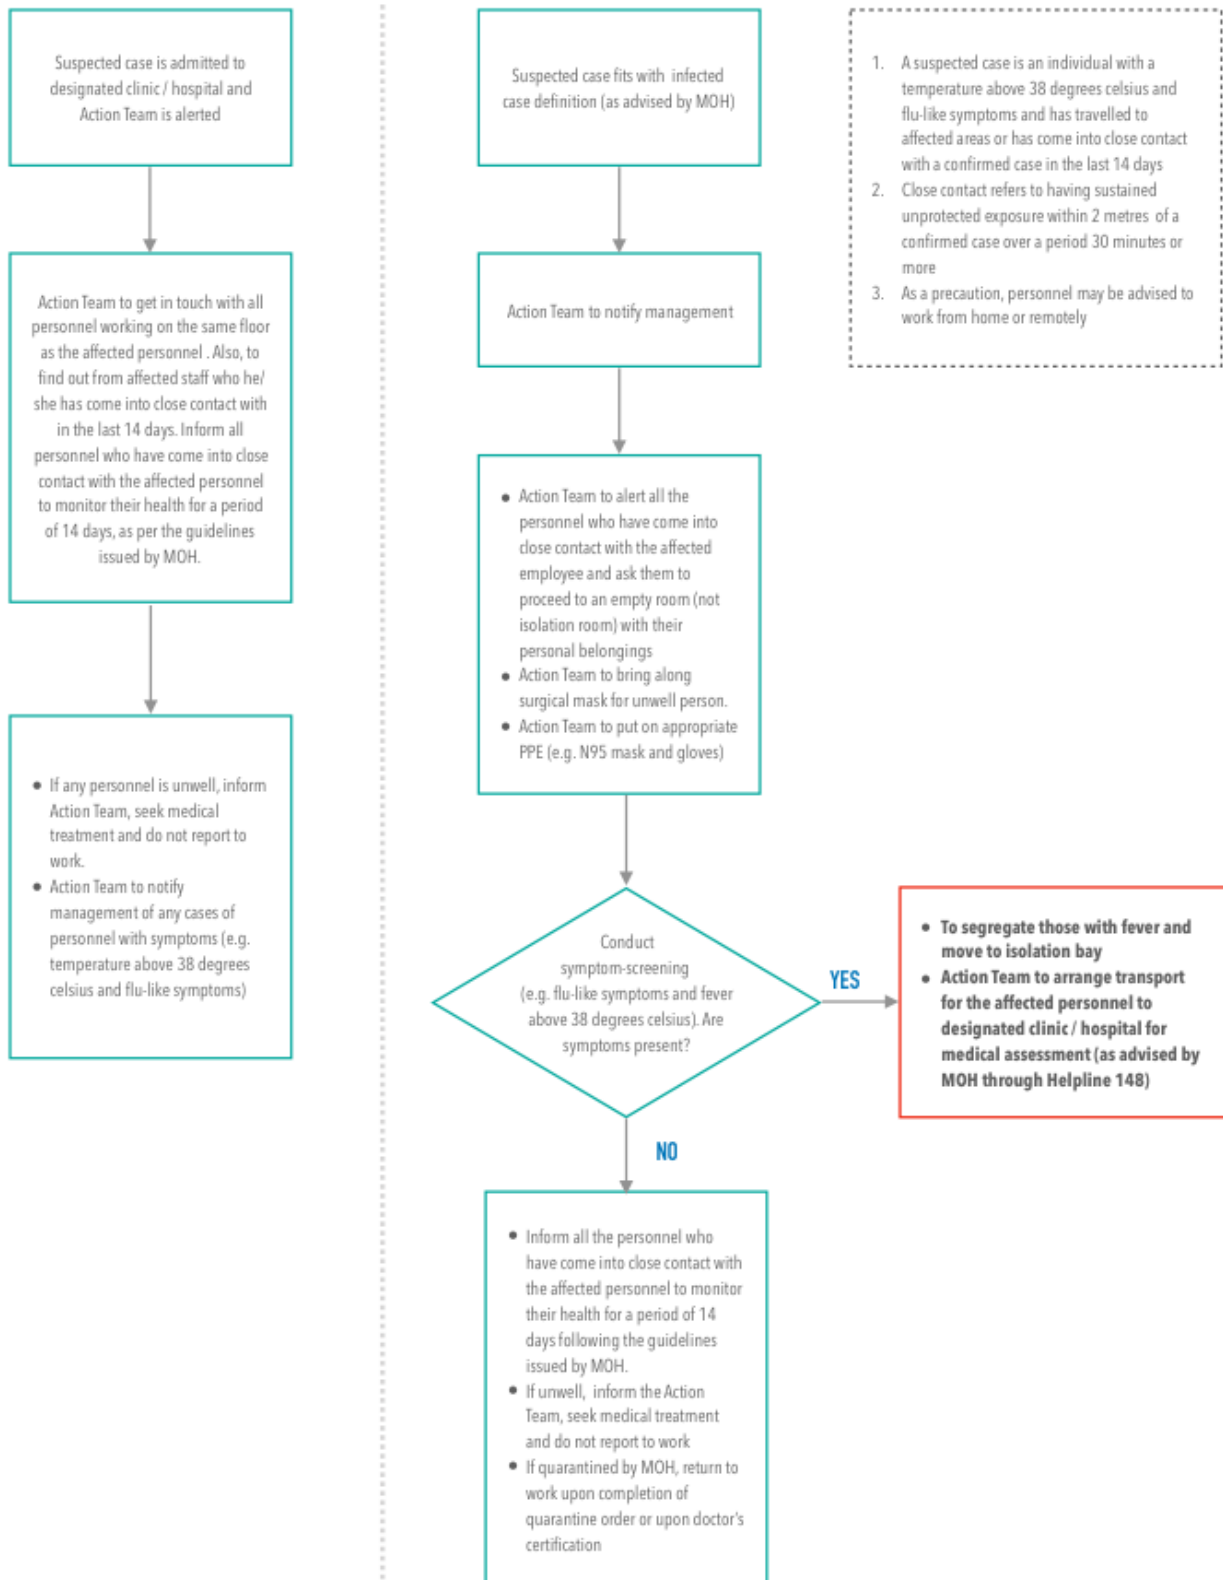 Suspected case is admitted to
designated clinic / hospital and
Action Team is alerted
Action Team to get in touch with all
personnel working on the same floor
as the affected personnel . Also, to
find out from affected staff who he/
she has come into close contact with
in the last 14 days. Inform all
personnel who have come into close
contact with the affected personnel
to monitor their health for a period
of 14 days, as per the guidelines
issued by MOH.
● If any personnel is unwell, inform
Action Team, seek medical
treatment and do not report to
work.
● Action Team to notify
management of any cases of
personnel with symptoms (e.g.
temperature above 38 degrees
celsius and flu-like symptoms)
Suspected case fits with infected
case definition (as advised by MOH)
Action Team to notify management
● Action Team to alert all the
personnel who have come into
close contact with the affected
employee and ask them to
proceed to an empty room (not
isolation room) with their
personal belongings
● Action Team to bring along
surgical mask for unwell person.
● Action Team to put on appropriate
PPE (e.g. N95 mask and gloves)
Conduct
symptom-screening
(e.g. flu-like symptoms and fever
above 38 degrees celsius). Are
symptoms present?
YES
● To segregate those with fever and
move to isolation bay
● Action Team to arrange transport
for the affected personnel to
designated clinic / hospital for
medical assessment (as advised by
MOH through Helpline 148)
NO
● Inform all the personnel who
have come into close contact with
the affected personnel to monitor
their health for a period of 14
days following the guidelines
issued by MOH.
● If unwell, inform the Action
Team, seek medical treatment
and do not report to work
● If quarantined by MOH, return to
work upon completion of
quarantine order or upon doctor's
certification
1. A suspected case is an individual with a
temperature above 38 degrees celsius and
flu-like symptoms and has travelled to
affected areas or has come into close contact
with a confirmed case in the last 14 days
2. Close contact refers to having sustained
unprotected exposure within 2 metres of a
confirmed case over a period 30 minutes or
more
3. As a precaution, personnel may be advised to
work from home or remotely